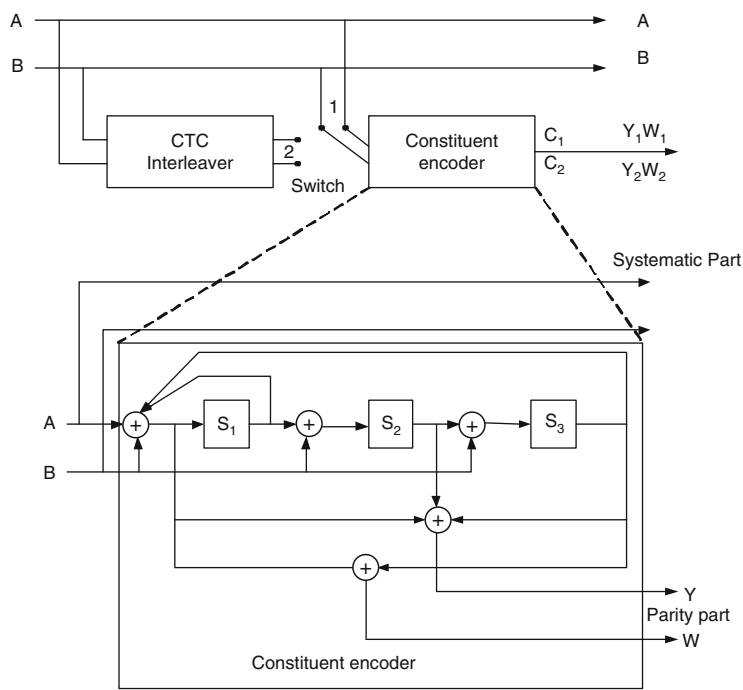 A
A
B
B
CTC
Interleaver
2
1
Switch
Constituent
encoder
C1
C2
Y1W1
Y2W2
Systematic Part
A
+
S1
+
S2
+
S3
B
+
+
Y
Parity part
W
Constituent encoder